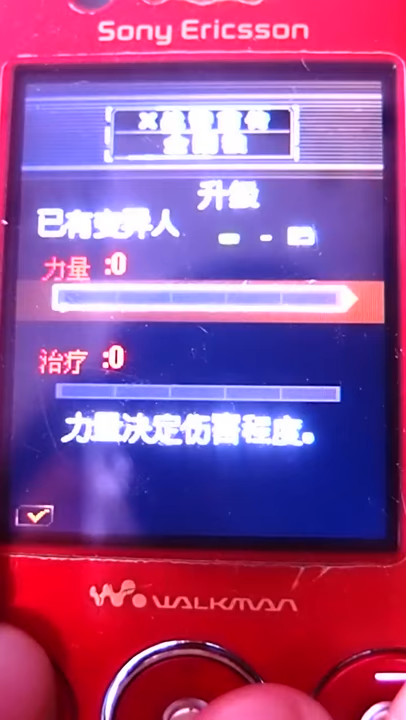 Sony Ericsson
升级
已有变异人
力量 :0
治疗 :0
力量决定伤害程度。
WALKMAN